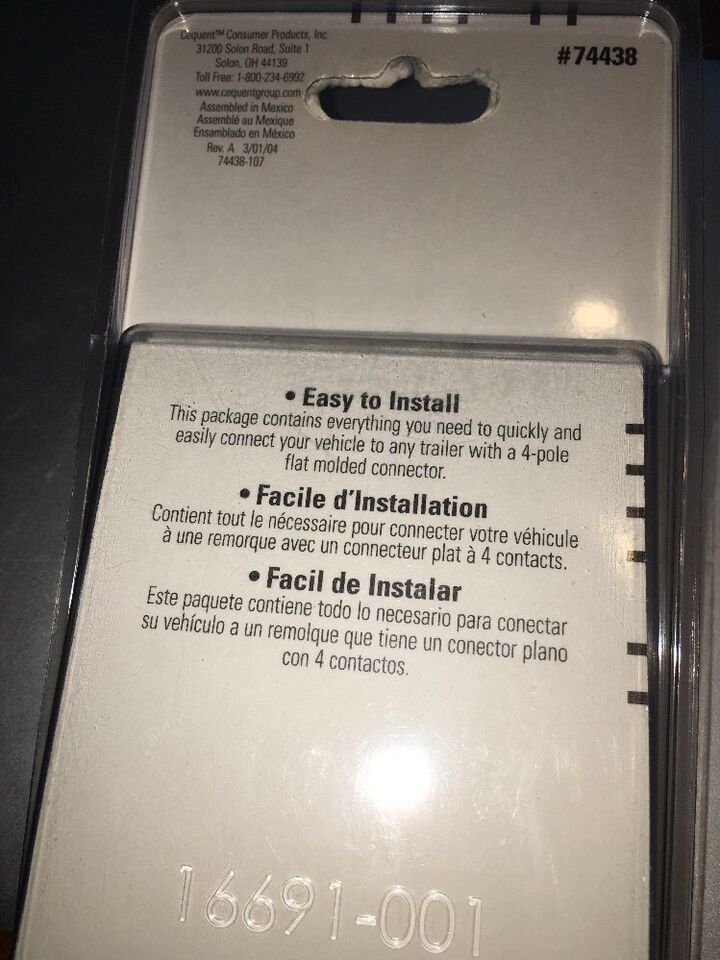 Cequent™ Consumer Products, Inc.
31200 Solon Road, Suite 1
Solon, OH 44139
Toll Free: 1-800-234-6992
www.cequentgroup.com
Assembled in Mexico
Assemblé au Mexique
Ensamblado en México
Rev. A 3/01/04
74438-107
#74438
• Easy to Install
This package contains everything you need to quickly and
easily connect your vehicle to any trailer with a 4-pole
flat molded connector.
• Facile d'Installation
Contient tout le nécessaire pour connecter votre véhicule
à une remorque avec un connecteur plat à 4 contacts.
• Facil de Instalar
Este paquete contiene todo lo necesario para conectar
su vehículo a un remolque que tiene un conector plano
con 4 contactos.
16691-001